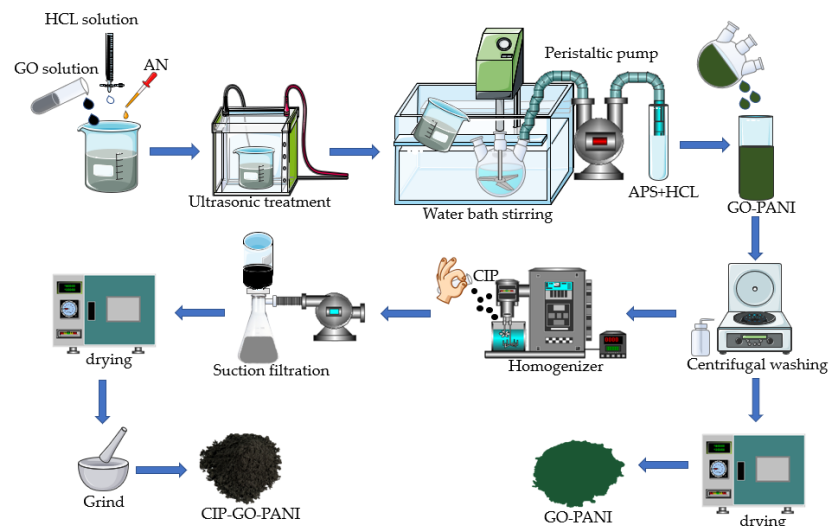 HCL solution
GO solution
AN
Peristaltic pump
Ultrasonic treatment
Water bath stirring
APS+HCL
GO-PANI
CIP
drying
Suction filtration
Homogenizer
Centrifugal washing
Grind
CIP-GO-PANI
GO-PANI
drying